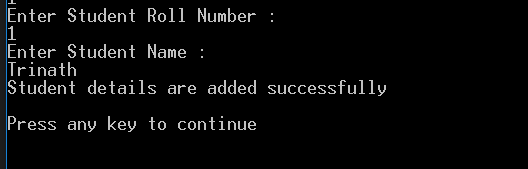 1
Enter Student Roll Number :
1
Enter Student Name :
Trinath
Student details are added successfully
Press any key to continue